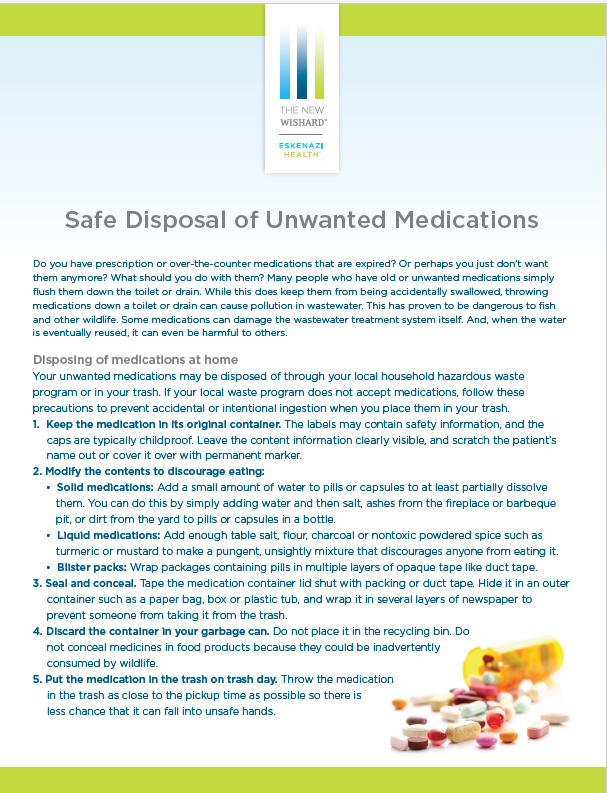 THE NEW
WISHARD™
ESKENAZI
HEALTH
Safe Disposal of Unwanted Medications
Do you have prescription or over-the-counter medications that are expired? Or perhaps you just don't want
them anymore? What should you do with them? Many people who have old or unwanted medications simply
flush them down the toilet or drain. While this does keep them from being accidentally swallowed, throwing
medications down a toilet or drain can cause pollution in wastewater. This has proven to be dangerous to fish
and other wildlife. Some medications can damage the wastewater treatment system itself. And, when the water
is eventually reused, it can even be harmful to others.
Disposing of medications at home
Your unwanted medications may be disposed of through your local household hazardous waste
program or in your trash. If your local waste program does not accept medications, follow these
precautions to prevent accidental or intentional ingestion when you place them in your trash.
1. Keep the medication in its original container. The labels may contain safety information, and the
caps are typically childproof. Leave the content information clearly visible, and scratch the patient's
name out or cover it over with permanent marker.
2. Modify the contents to discourage eating:
• Solid medications: Add a small amount of water to pills or capsules to at least partially dissolve
them. You can do this by simply adding water and then salt, ashes from the fireplace or barbeque
pit, or dirt from the yard to pills or capsules in a bottle.
• Liquid medications: Add enough table salt, flour, charcoal or nontoxic powdered spice such as
turmeric or mustard to make a pungent, unsightly mixture that discourages anyone from eating it.
• Blister packs: Wrap packages containing pills in multiple layers of opaque tape like duct tape.
3. Seal and conceal. Tape the medication container lid shut with packing or duct tape. Hide it in an outer
container such as a paper bag, box or plastic tub, and wrap it in several layers of newspaper to
prevent someone from taking it from the trash.
4. Discard the container in your garbage can. Do not place it in the recycling bin. Do
not conceal medicines in food products because they could be inadvertently
consumed by wildlife.
5. Put the medication in the trash on trash day. Throw the medication
in the trash as close to the pickup time as possible so there is
less chance that it can fall into unsafe hands.